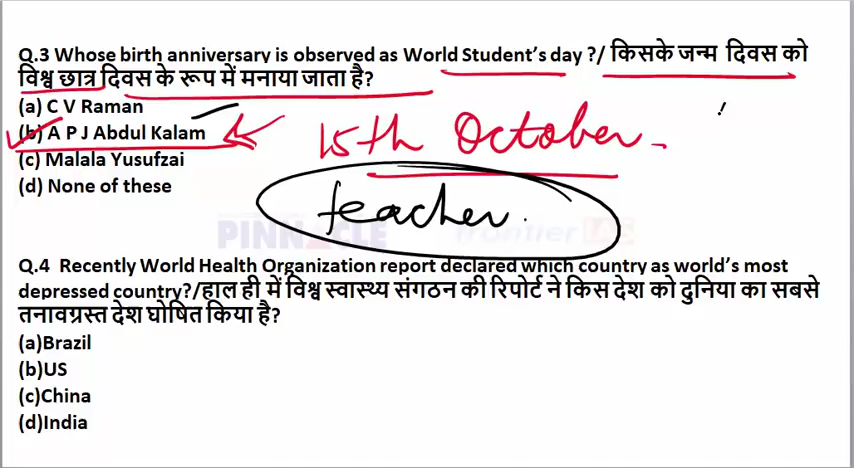 Q.3 Whose birth anniversary is observed as World Student's day ?/ किसके जन्म दिवस को
विश्व छात्र दिवस के रूप में मनाया जाता है?
(a) C V Raman
(b) A P J Abdul Kalam
15th October.
(c) Malala Yusufzai
(d) None of these
teacher.
PINNACLE
frontier
Q.4 Recently World Health Organization report declared which country as world's most
depressed country?/हाल ही में विश्व स्वास्थ्य संगठन की रिपोर्ट ने किस देश को दुनिया का सबसे
तनावग्रस्त देश घोषित किया है?
(a)Brazil
(b)US
(c)China
(d)India